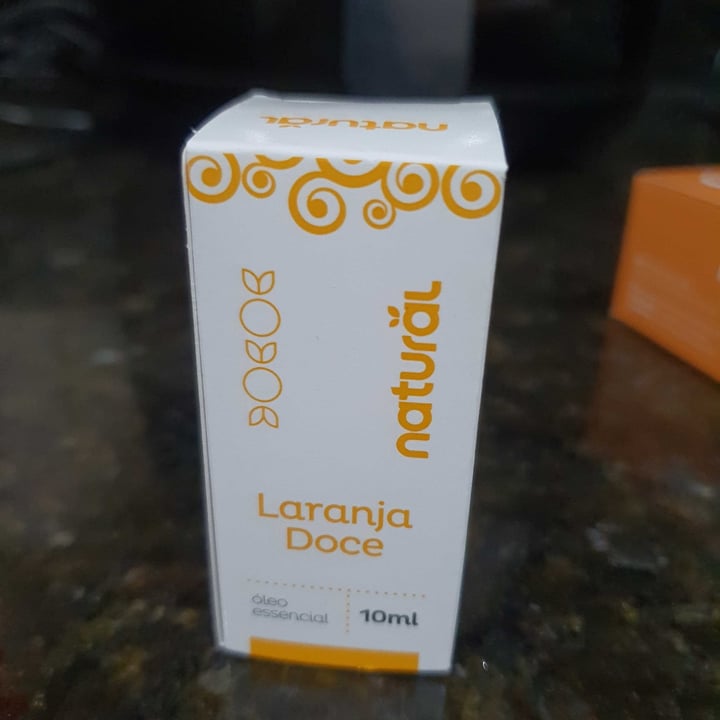 natural
natural
Laranja
Doce
óleo
essencial
10ml